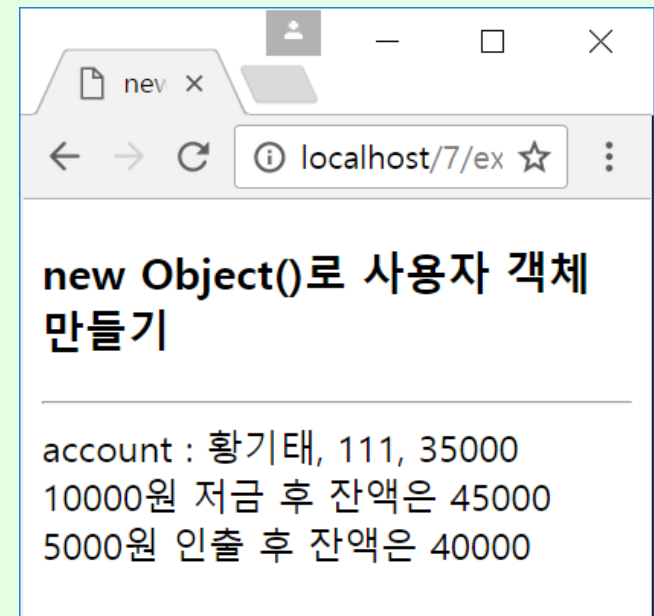 new
localhost/7/ex
new Object()로 사용자 객체
만들기
account : 황기태, 111, 35000
10000원 저금 후 잔액은 45000
5000원 인출 후 잔액은 40000